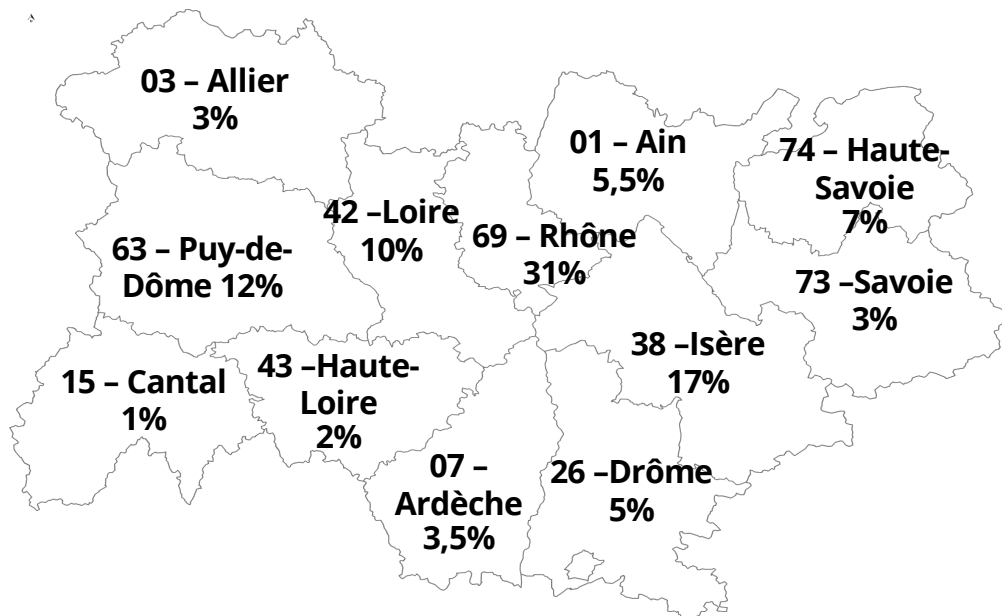 03 – Allier
3%
01 – Ain
5,5%
74 – Haute-
Savoie
7%
42 –Loire
10%
69 – Rhône
31%
63 – Puy-de-
Dôme 12%
73 –Savoie
3%
38 –Isère
17%
15 – Cantal
1%
43 –Haute-
Loire
2%
07 –
Ardèche
3,5%
26 –Drôme
5%